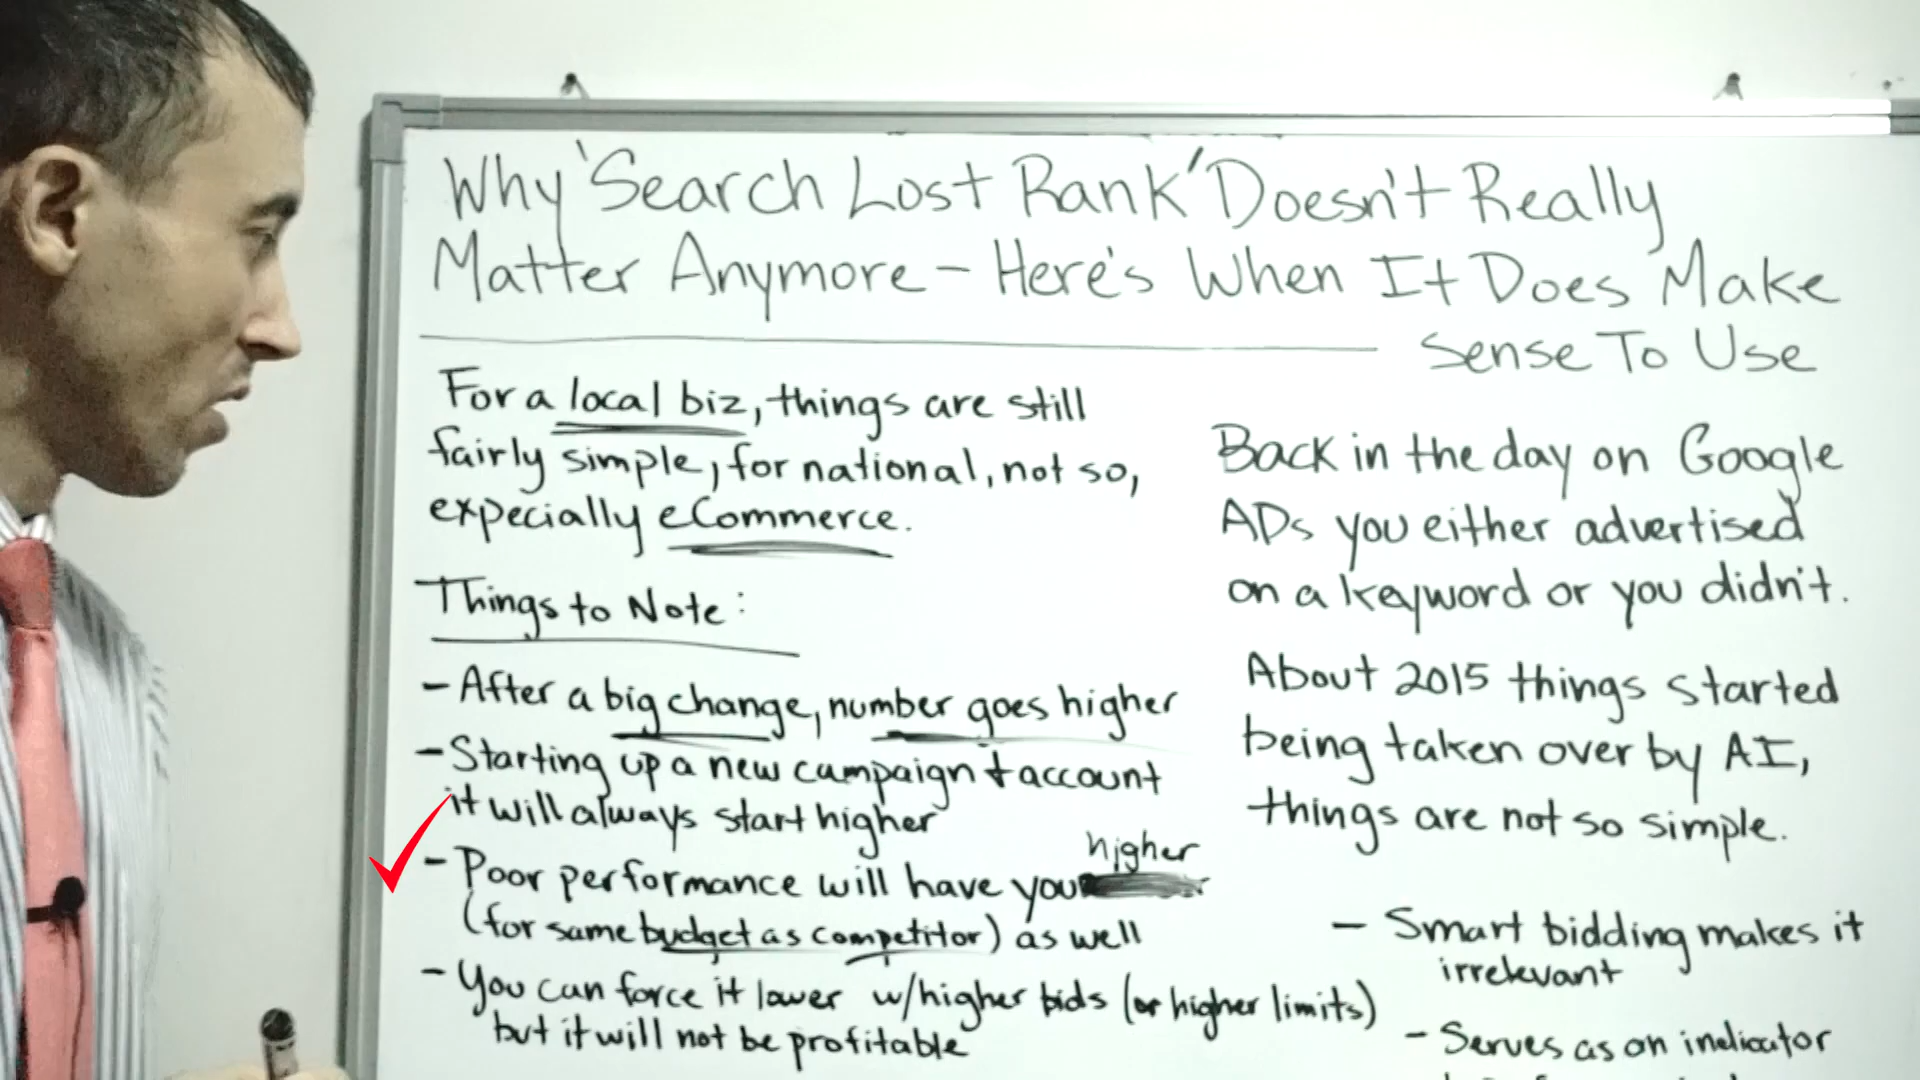 Why 'Search Lost Rank' Doesn't Really
Matter Anymore - Here's When It Does Make
Sense To Use
For a local biz, things are still
fairly simple, for national, not so,
expecially eCommerce.
Things to Note:
- After a big change, number goes higher
- Starting up a new campaign + account
it will always start higher
- Poor performance will have you higher
(for same budget as competitor) as well
- You can force it lower w/higher bids (or higher limits)
but it will not be profitable
Back in the day on Google
ADs you either advertised
on a keyword or you didn't.
About 2015 things started
being taken over by AI,
things are not so simple.
- Smart bidding makes it
irrelevant
- Serves as an indicator